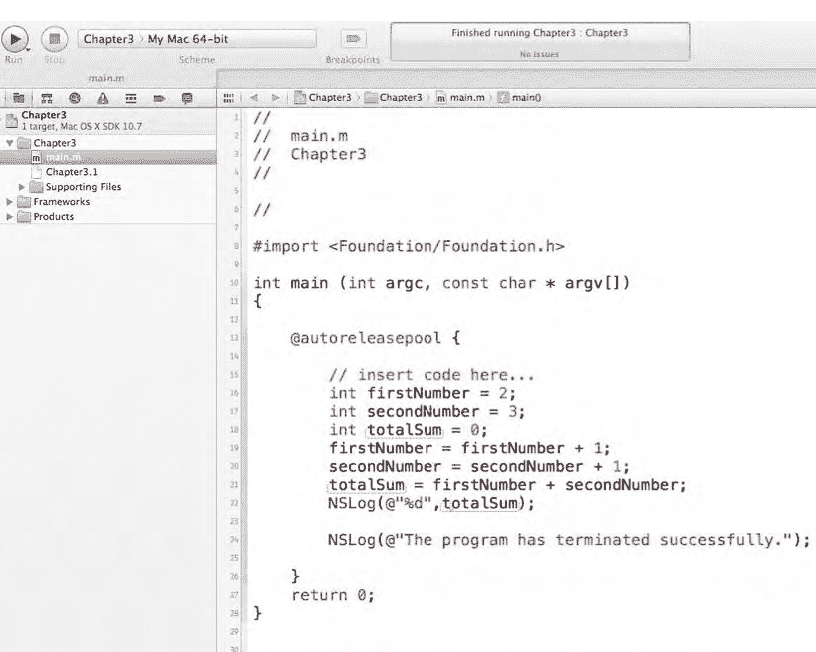 Chapter3 › My Mac 64-bit
Finished running Chapter3 : Chapter3
No Issues
Run
Stop
Scheme
Breakpoints
main.m
Chapter3
1 target, Mac OS X SDK 10.7
Chapter3
main.m
Chapter3.1
Supporting Files
Frameworks
Products
Chapter3 › Chapter3 › main.m › main()
1 //
2 //  main.m
3 //  Chapter3
4 //
5
6 //
7
8 #import <Foundation/Foundation.h>
9
10 int main (int argc, const char * argv[])
11 {
12
13     @autoreleasepool {
14
15         // insert code here...
16         int firstNumber = 2;
17         int secondNumber = 3;
18         int totalSum = 0;
19         firstNumber = firstNumber + 1;
20         secondNumber = secondNumber + 1;
21         totalSum = firstNumber + secondNumber;
22         NSLog(@"%d",totalSum);
23
24         NSLog(@"The program has terminated successfully.");
25
26     }
27     return 0;
28 }
29
30